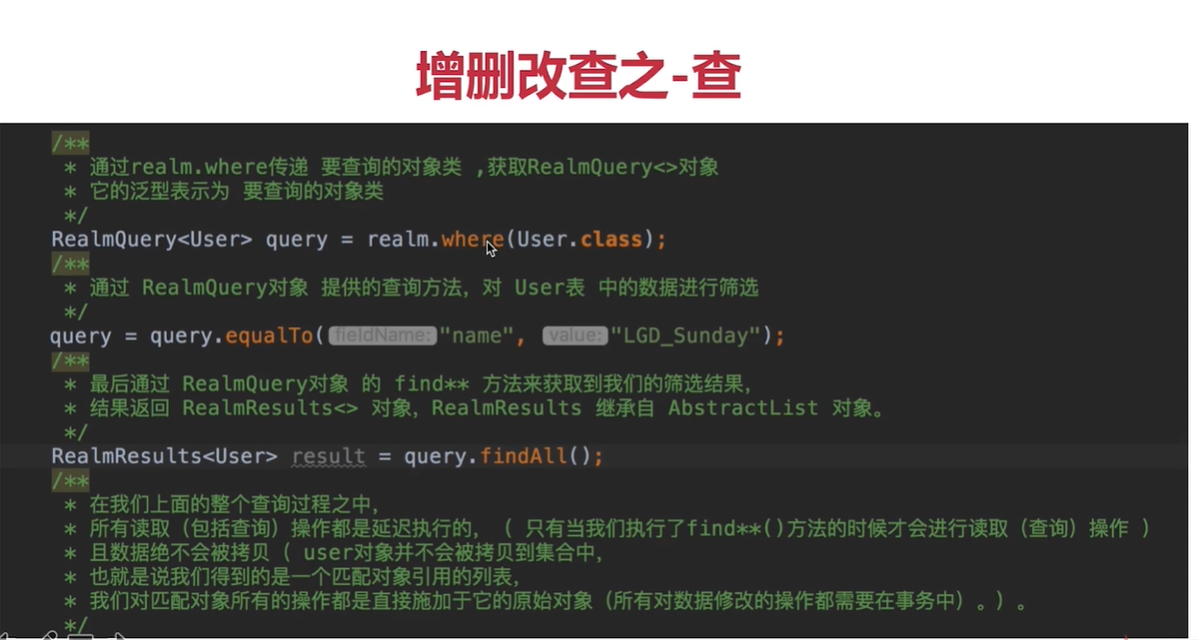 增删改查之-查
/**
* 通过realm.where传递 要查询的对象类 ,获取RealmQuery<>对象
* 它的泛型表示为 要查询的对象类
*/
RealmQuery<User> query = realm.where(User.class);
/**
* 通过 RealmQuery对象 提供的查询方法，对 User表 中的数据进行筛选
*/
query = query.equalTo( fieldName: "name", value: "LGD_Sunday");
/**
* 最后通过 RealmQuery对象 的 find** 方法来获取到我们的筛选结果，
* 结果返回 RealmResults<> 对象，RealmResults 继承自 AbstractList 对象。
*/
RealmResults<User> result = query.findAll();
/**
* 在我们上面的整个查询过程之中，
* 所有读取（包括查询）操作都是延迟执行的，（ 只有当我们执行了find**()方法的时候才会进行读取（查询）操作 ）
* 且数据绝不会被拷贝（ user对象并不会被拷贝到集合中，
* 也就是说我们得到的是一个匹配对象引用的列表，
* 我们对匹配对象所有的操作都是直接施加于它的原始对象（所有对数据修改的操作都需要在事务中）。）。
*/